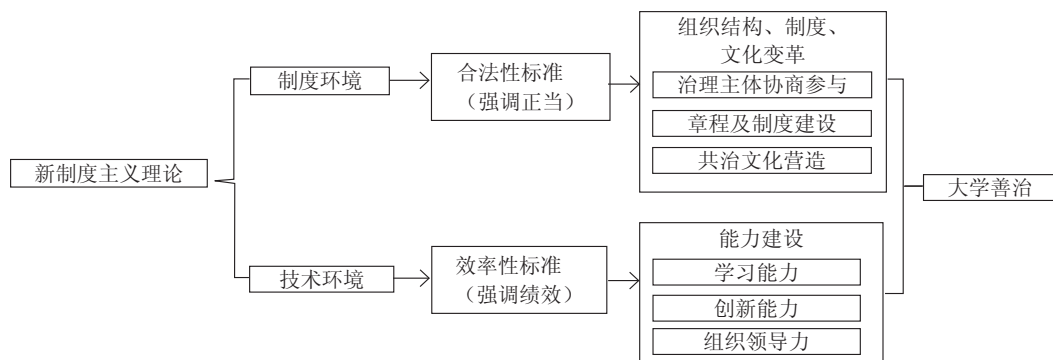 新制度主义理论
制度环境
合法性标准
（强调正当）
组织结构、制度、
文化变革
治理主体协商参与
章程及制度建设
共治文化营造
技术环境
效率性标准
（强调绩效）
能力建设
学习能力
创新能力
组织领导力
大学善治